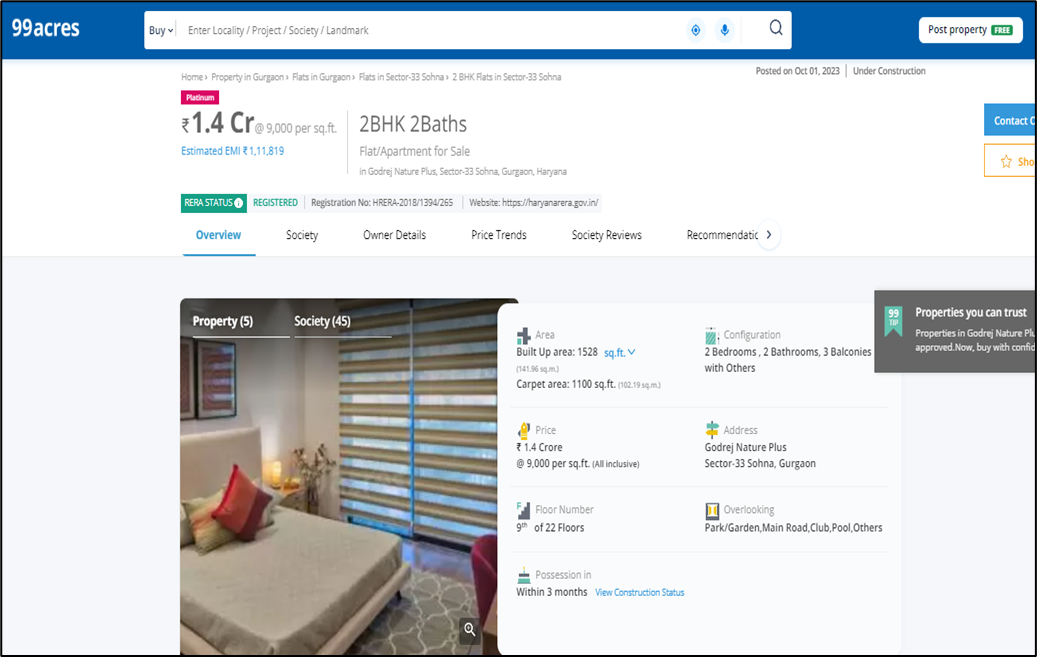 99acres
Buy
Enter Locality / Project / Society / Landmark
Post property FREE
Home › Property in Gurgaon › Flats in Gurgaon › Flats in Sector-33 Sohna › 2 BHK Flats in Sector-33 Sohna
Posted on Oct 01, 2023 | Under Construction
Platinum
₹1.4 Cr @ 9,000 per sq.ft.
Estimated EMI ₹ 1,11,819
2BHK 2Baths
Flat/Apartment for Sale
in Godrej Nature Plus, Sector-33 Sohna, Gurgaon, Haryana
Contact C
Sho
RERA STATUS REGISTERED | Registration No: HRERA-2018/1394/265 | Website: https://haryanarera.gov.in/
Overview Society Owner Details Price Trends Society Reviews Recommendatio
Property (5) Society (45)
Area
Built Up area: 1528 sq.ft.
(141.96 sq.m.)
Carpet area: 1100 sq.ft. (102.19 sq.m.)
Configuration
2 Bedrooms , 2 Bathrooms, 3 Balconies
with Others
Price
₹ 1.4 Crore
@ 9,000 per sq.ft. (All inclusive)
Address
Godrej Nature Plus
Sector-33 Sohna, Gurgaon
Floor Number
9th of 22 Floors
Overlooking
Park/Garden,Main Road,Club,Pool,Others
Possession in
Within 3 months View Construction Status
99
TIP
Properties you can trust
Properties in Godrej Nature Plu
approved.Now, buy with confid